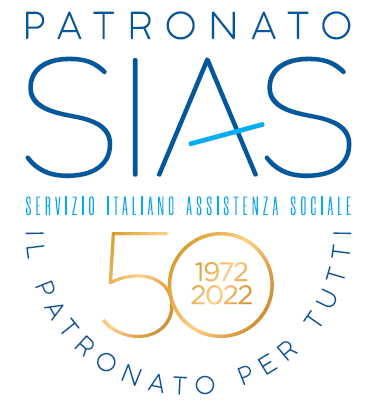 PATRONATO
SIAS
SERVIZIO ITALIANO ASSISTENZA SOCIALE
50
1972
2022
IL PATRONATO PER TUTTI